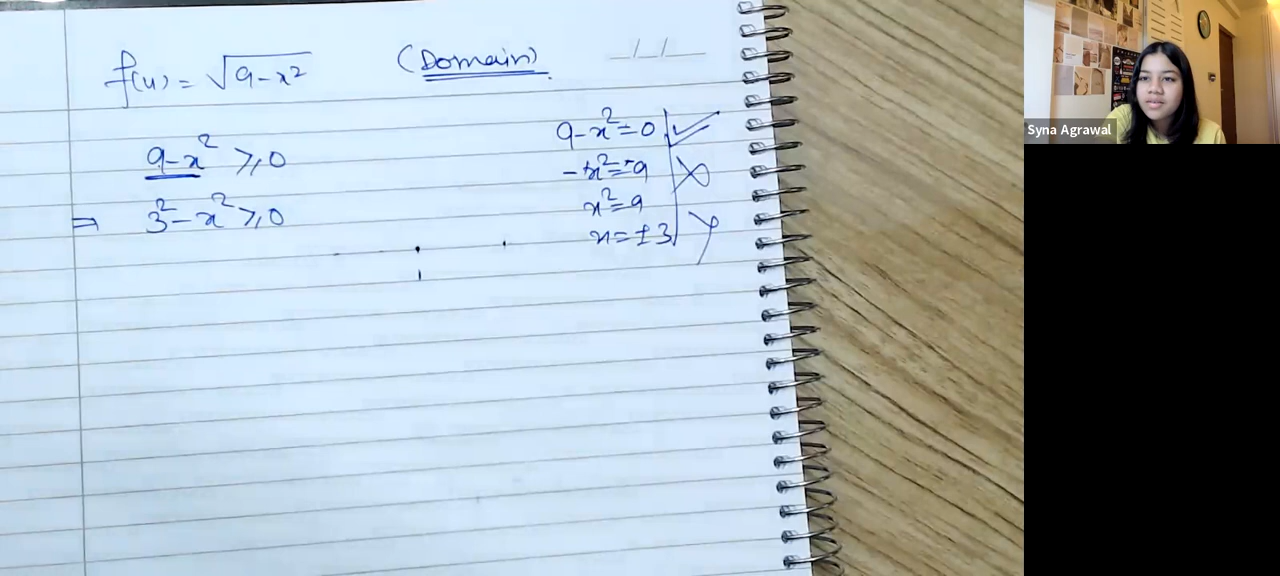 f(x) = √9-x² (Domain)
9-x² ⩾ 0
⇒ 3²-x² ⩾ 0
9-x² = 0
-x² = -9
x² = 9
x = ±3
Syna Agrawal